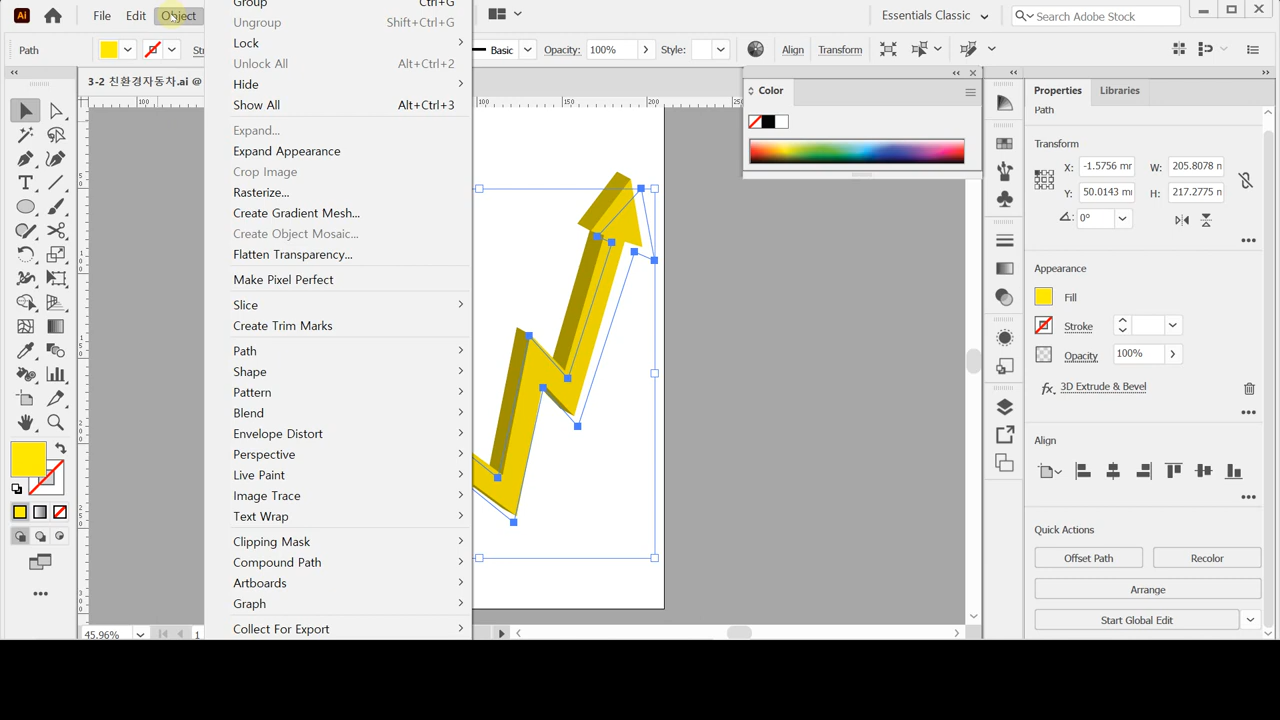 Ai File Edit Object Essentials Classic Search Adobe Stock
Path Basic Opacity: 100% Style: Align Transform
3-2 친환경자동차.ai @
100 100 150 200
Group Ctrl+G
Ungroup Shift+Ctrl+G
Lock
Unlock All Alt+Ctrl+2
Hide
Show All Alt+Ctrl+3
Expand...
Expand Appearance
Crop Image
Rasterize...
Create Gradient Mesh...
Create Object Mosaic...
Flatten Transparency...
Make Pixel Perfect
Slice
Create Trim Marks
Path
Shape
Pattern
Blend
Envelope Distort
Perspective
Live Paint
Image Trace
Text Wrap
Clipping Mask
Compound Path
Artboards
Graph
Collect For Export
45.96% 1
Color
Properties Libraries
Path
Transform
X: -1.5756 mr W: 205.8078
Y: 50.0143 mr H: 217.2775
0°
Appearance
Fill
Stroke
Opacity 100%
fx. 3D Extrude & Bevel
Align
Quick Actions
Offset Path Recolor
Arrange
Start Global Edit